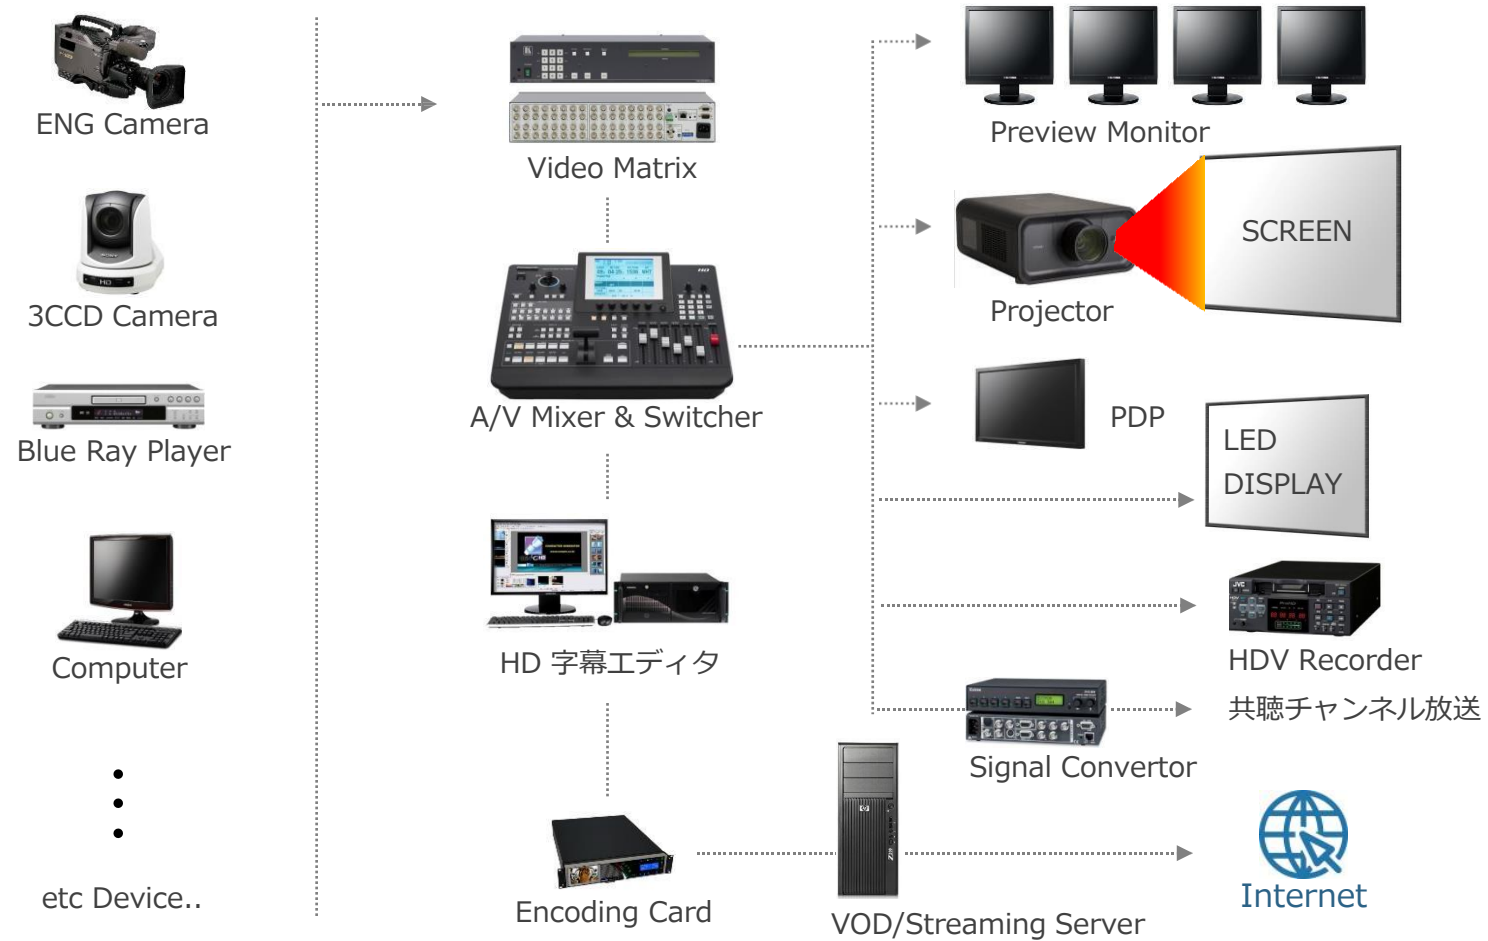 ENG Camera
3CCD Camera
Blue Ray Player
Computer
etc Device..
Video Matrix
A/V Mixer & Switcher
HD 字幕エディタ
Encoding Card
Preview Monitor
SCREEN
Projector
PDP
LED
DISPLAY
JVC
HDV Recorder
共聴チャンネル放送
Signal Convertor
VOD/Streaming Server
Internet